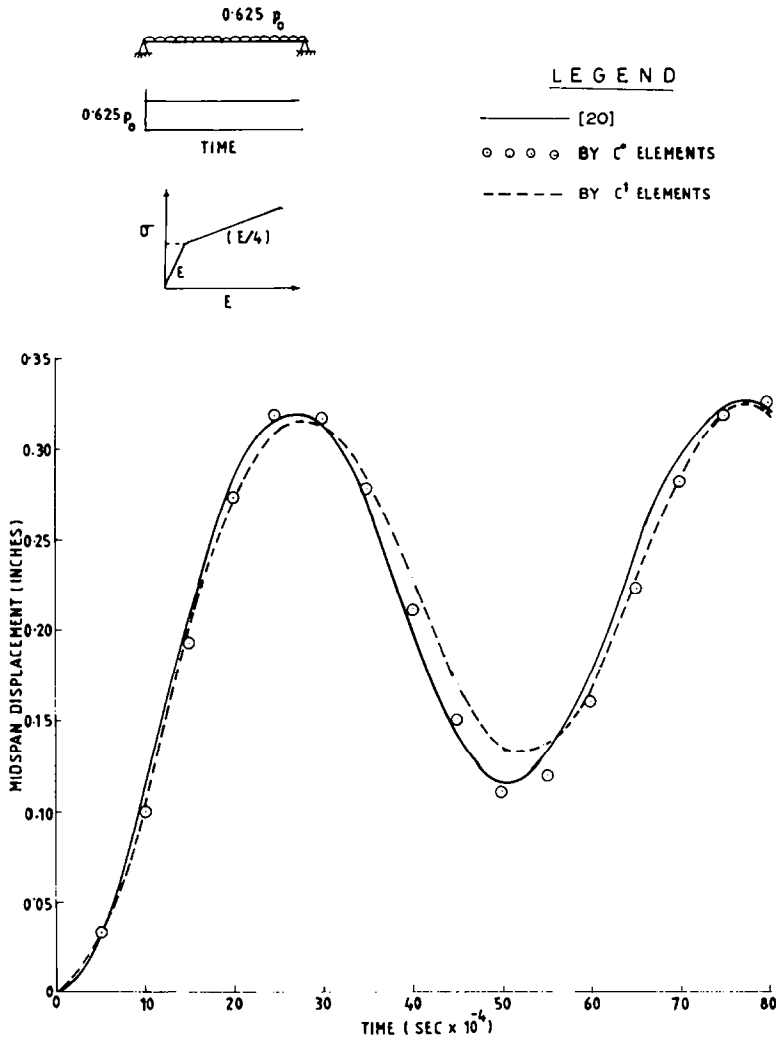 0·625 p₀
0·625 p₀
TIME
σ
(E/4)
E
E
LEGEND
[20]
BY C° ELEMENTS
BY C¹ ELEMENTS
0·35
0·30
0·25
0·20
0·15
0·10
0·05
0
MIDSPAN DISPLACEMENT (INCHES)
0 10 20 30 40 50 60 70 80
TIME ( SEC x 10⁻⁴)